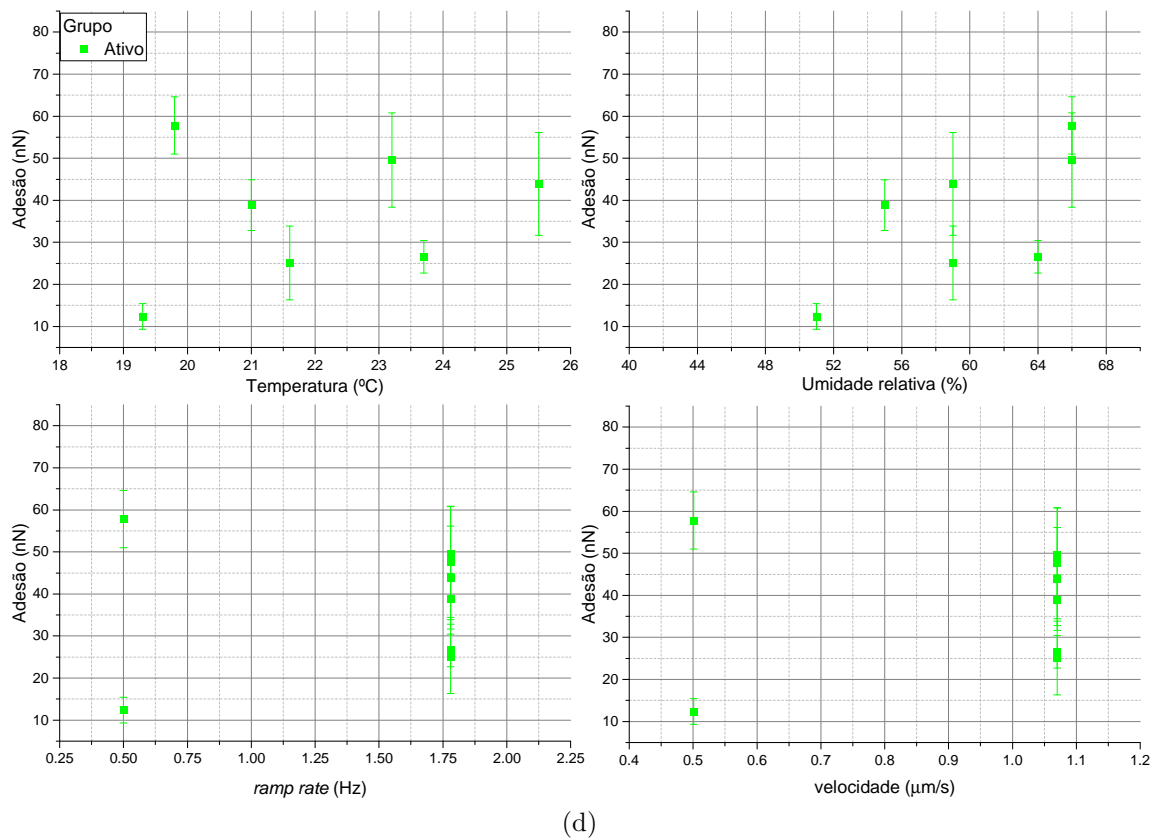 Grupo
Ativo
Adesão (nN)
80
70
60
50
40
30
20
10
18 19 20 21 22 23 24 25 26
Temperatura (ºC)
Adesão (nN)
80
70
60
50
40
30
20
10
40 44 48 52 56 60 64 68
Umidade relativa (%)
Adesão (nN)
80
70
60
50
40
30
20
10
0.25 0.50 0.75 1.00 1.25 1.50 1.75 2.00 2.25
ramp rate (Hz)
Adesão (nN)
80
70
60
50
40
30
20
10
0.4 0.5 0.6 0.7 0.8 0.9 1.0 1.1 1.2
velocidade (μm/s)
(d)